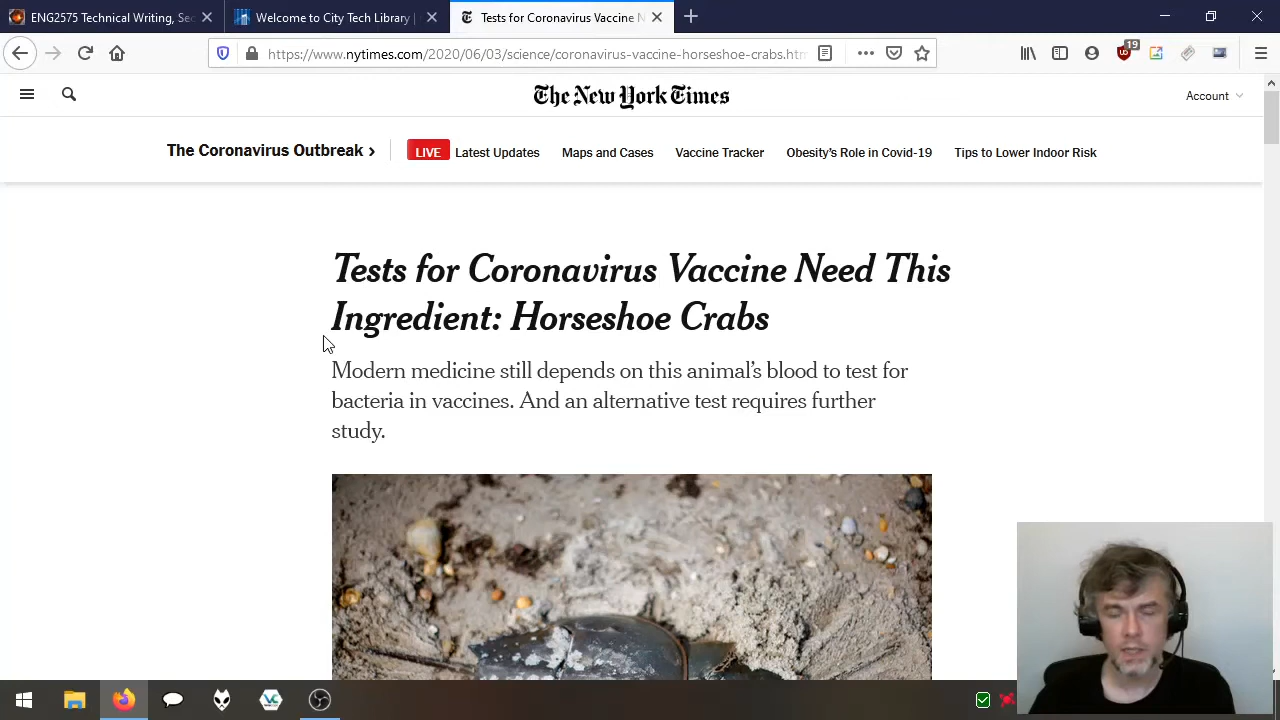 ENG2575 Technical Writing, Sec
Welcome to City Tech Library |
Tests for Coronavirus Vaccine N
https://www.nytimes.com/2020/06/03/science/coronavirus-vaccine-horseshoe-crabs.htm
19
The New York Times
Account
The Coronavirus Outbreak ›
LIVE Latest Updates
Maps and Cases
Vaccine Tracker
Obesity's Role in Covid-19
Tips to Lower Indoor Risk
Tests for Coronavirus Vaccine Need This
Ingredient: Horseshoe Crabs
Modern medicine still depends on this animal's blood to test for
bacteria in vaccines. And an alternative test requires further
study.